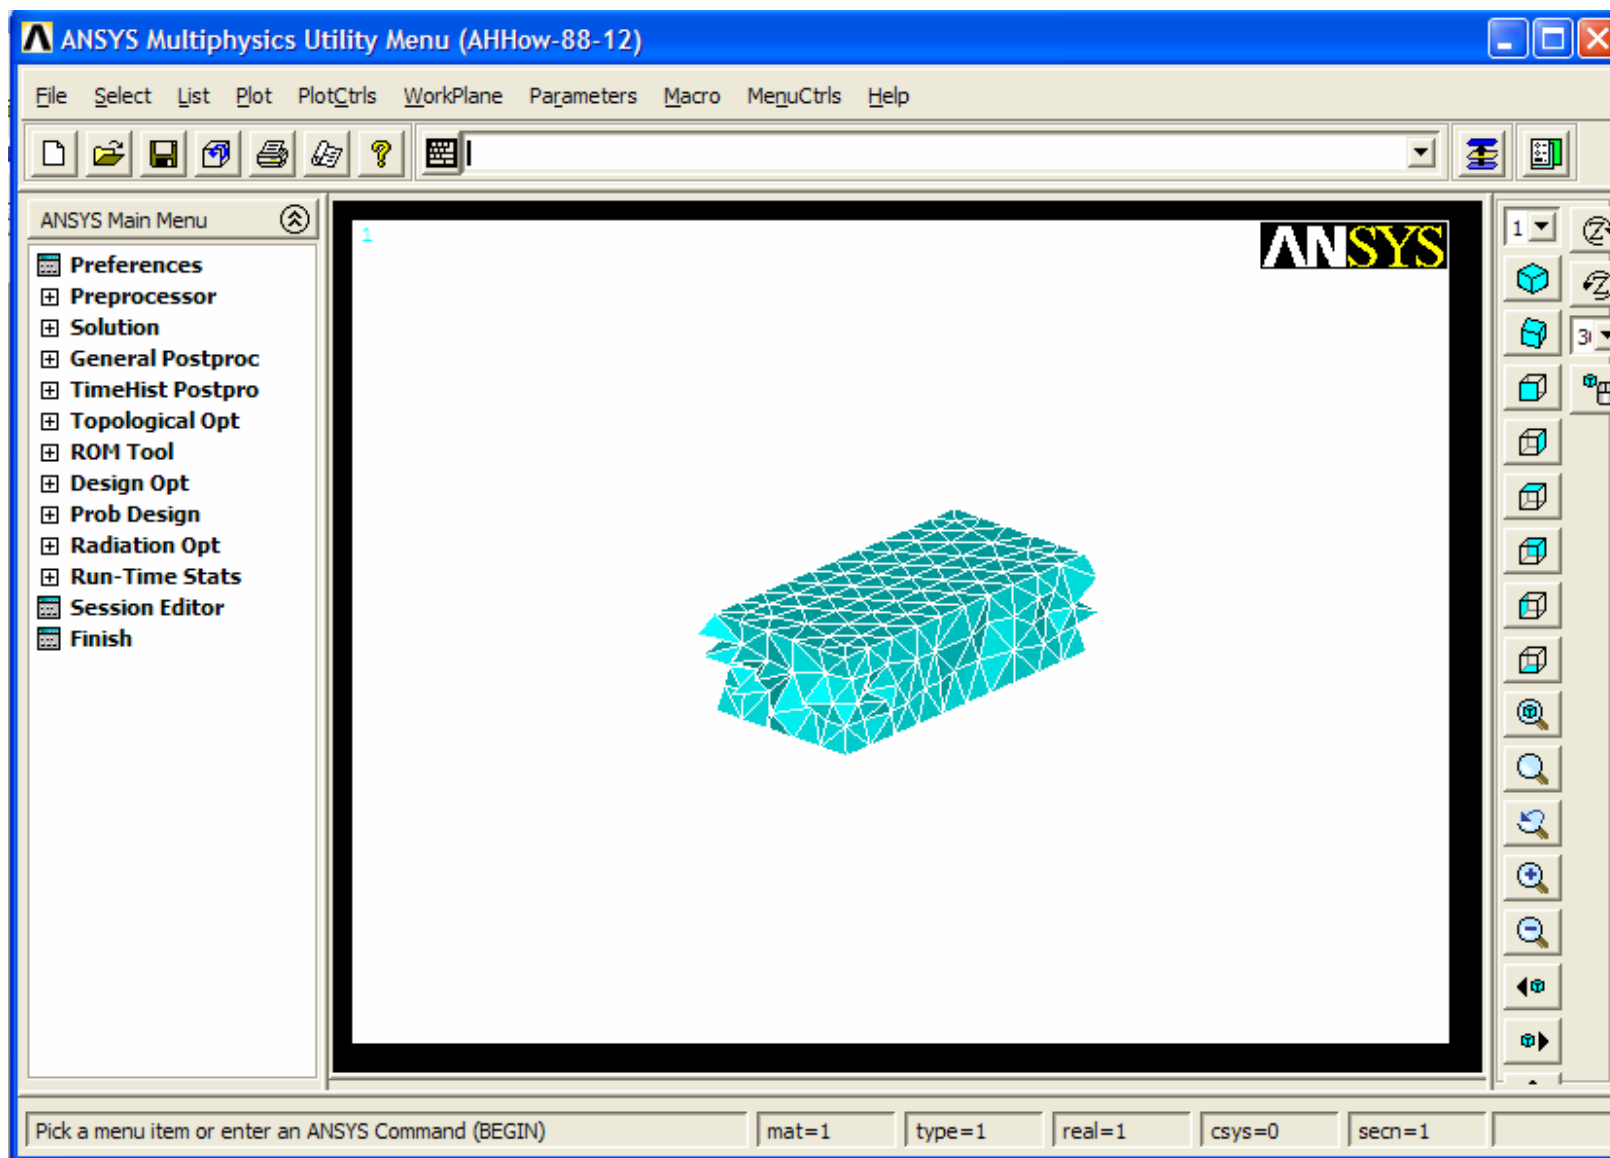 ANSYS Multiphysics Utility Menu (AHHow-88-12)
File Select List Plot PlotCtrls WorkPlane Parameters Macro MenuCtrls Help
ANSYS Main Menu
Preferences
Preprocessor
Solution
General Postproc
TimeHist Postpro
Topological Opt
ROM Tool
Design Opt
Prob Design
Radiation Opt
Run-Time Stats
Session Editor
Finish
1
ANSYS
1
Pick a menu item or enter an ANSYS Command (BEGIN) mat=1 type=1 real=1 csys=0 secn=1